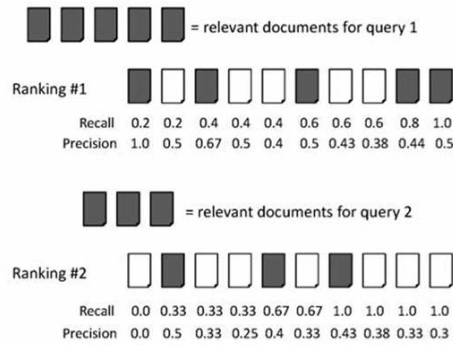 = relevant documents for query 1
Ranking #1
Recall 0.2 0.2 0.4 0.4 0.4 0.6 0.6 0.6 0.8 1.0
Precision 1.0 0.5 0.67 0.5 0.4 0.5 0.43 0.38 0.44 0.5
= relevant documents for query 2
Ranking #2
Recall 0.0 0.33 0.33 0.33 0.67 0.67 1.0 1.0 1.0 1.0
Precision 0.0 0.5 0.33 0.25 0.4 0.33 0.43 0.38 0.33 0.3